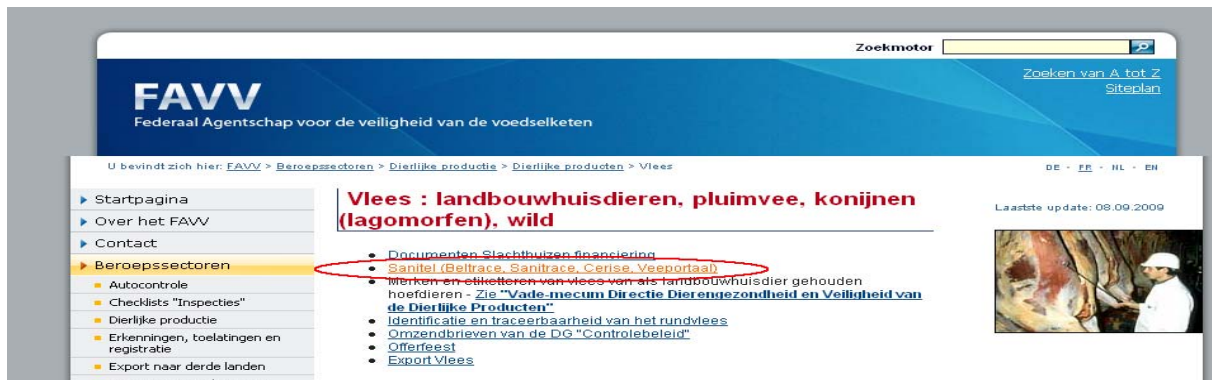 Zoekmotor
Zoeken van A tot Z
Siteplan
FAVV
Federaal Agentschap voor de veiligheid van de voedselketen
U bevindt zich hier: FAVV > Beroepssectoren > Dierlijke productie > Dierlijke producten > Vlees
DE - FR - NL - EN
Startpagina
Over het FAVV
Contact
Beroepssectoren
Autocontrole
Checklists "Inspecties"
Dierlijke productie
Erkenningen, toelatingen en
registratie
Export naar derde landen
Vlees : landbouwhuisdieren, pluimvee, konijnen
(lagomorfen), wild
Documenten Slachthuizen financiering
Sanitel (Beltrace, Sanitrace, Cerise, Veeportaal)
Merken en etiketteren van vlees van als landbouwhuisdier gehouden
hoefdieren - Zie "Vade-mecum Directie Dierengezondheid en Veiligheid van
de Dierlijke Producten"
Identificatie en traceerbaarheid van het rundvlees
Omzendbrieven van de DG "Controlebeleid"
Offerfeest
Export Vlees
Laatste update: 08.09.2009